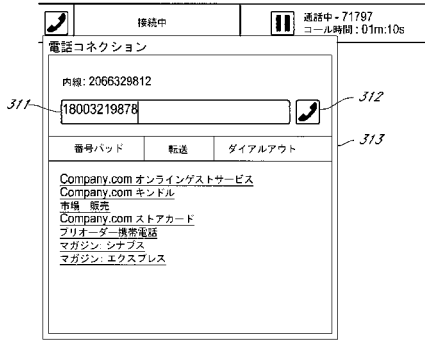 接続中
通話中 - 71797
コール時間 : 01m:10s
電話コネクション
内線: 2066329812
311
18003219878
312
番号パッド 転送 ダイアルアウト
313
Company.com オンラインゲストサービス
Company.com キンドル
市場 販売
Company.com ストアカード
プリオーダー携帯電話
マガジン: シナプス
マガジン: エクスプレス